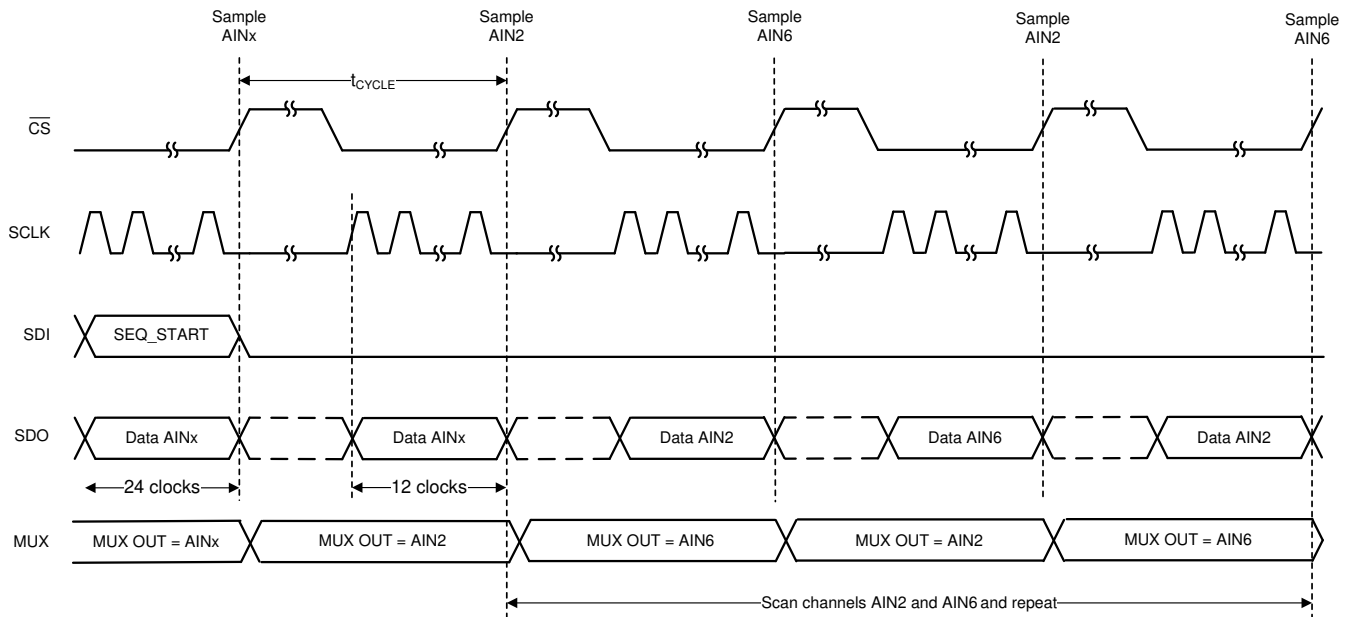 Sample
AINx
Sample
AIN2
Sample
AIN6
Sample
AIN2
Sample
AIN6
tCYCLE
CS
SCLK
SDI
SEQ_START
SDO
Data AINx
Data AINx
Data AIN2
Data AIN6
Data AIN2
24 clocks
12 clocks
MUX
MUX OUT = AINx
MUX OUT = AIN2
MUX OUT = AIN6
MUX OUT = AIN2
MUX OUT = AIN6
Scan channels AIN2 and AIN6 and repeat